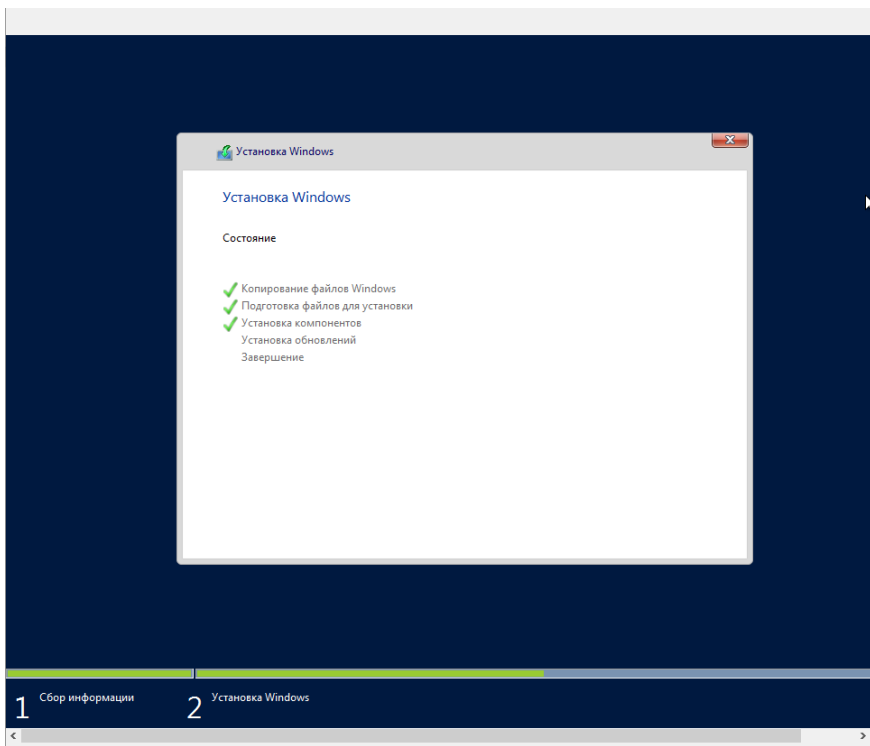 Установка Windows
Установка Windows
Состояние
Копирование файлов Windows
Подготовка файлов для установки
Установка компонентов
Установка обновлений
Завершение
1 Сбор информации
2 Установка Windows